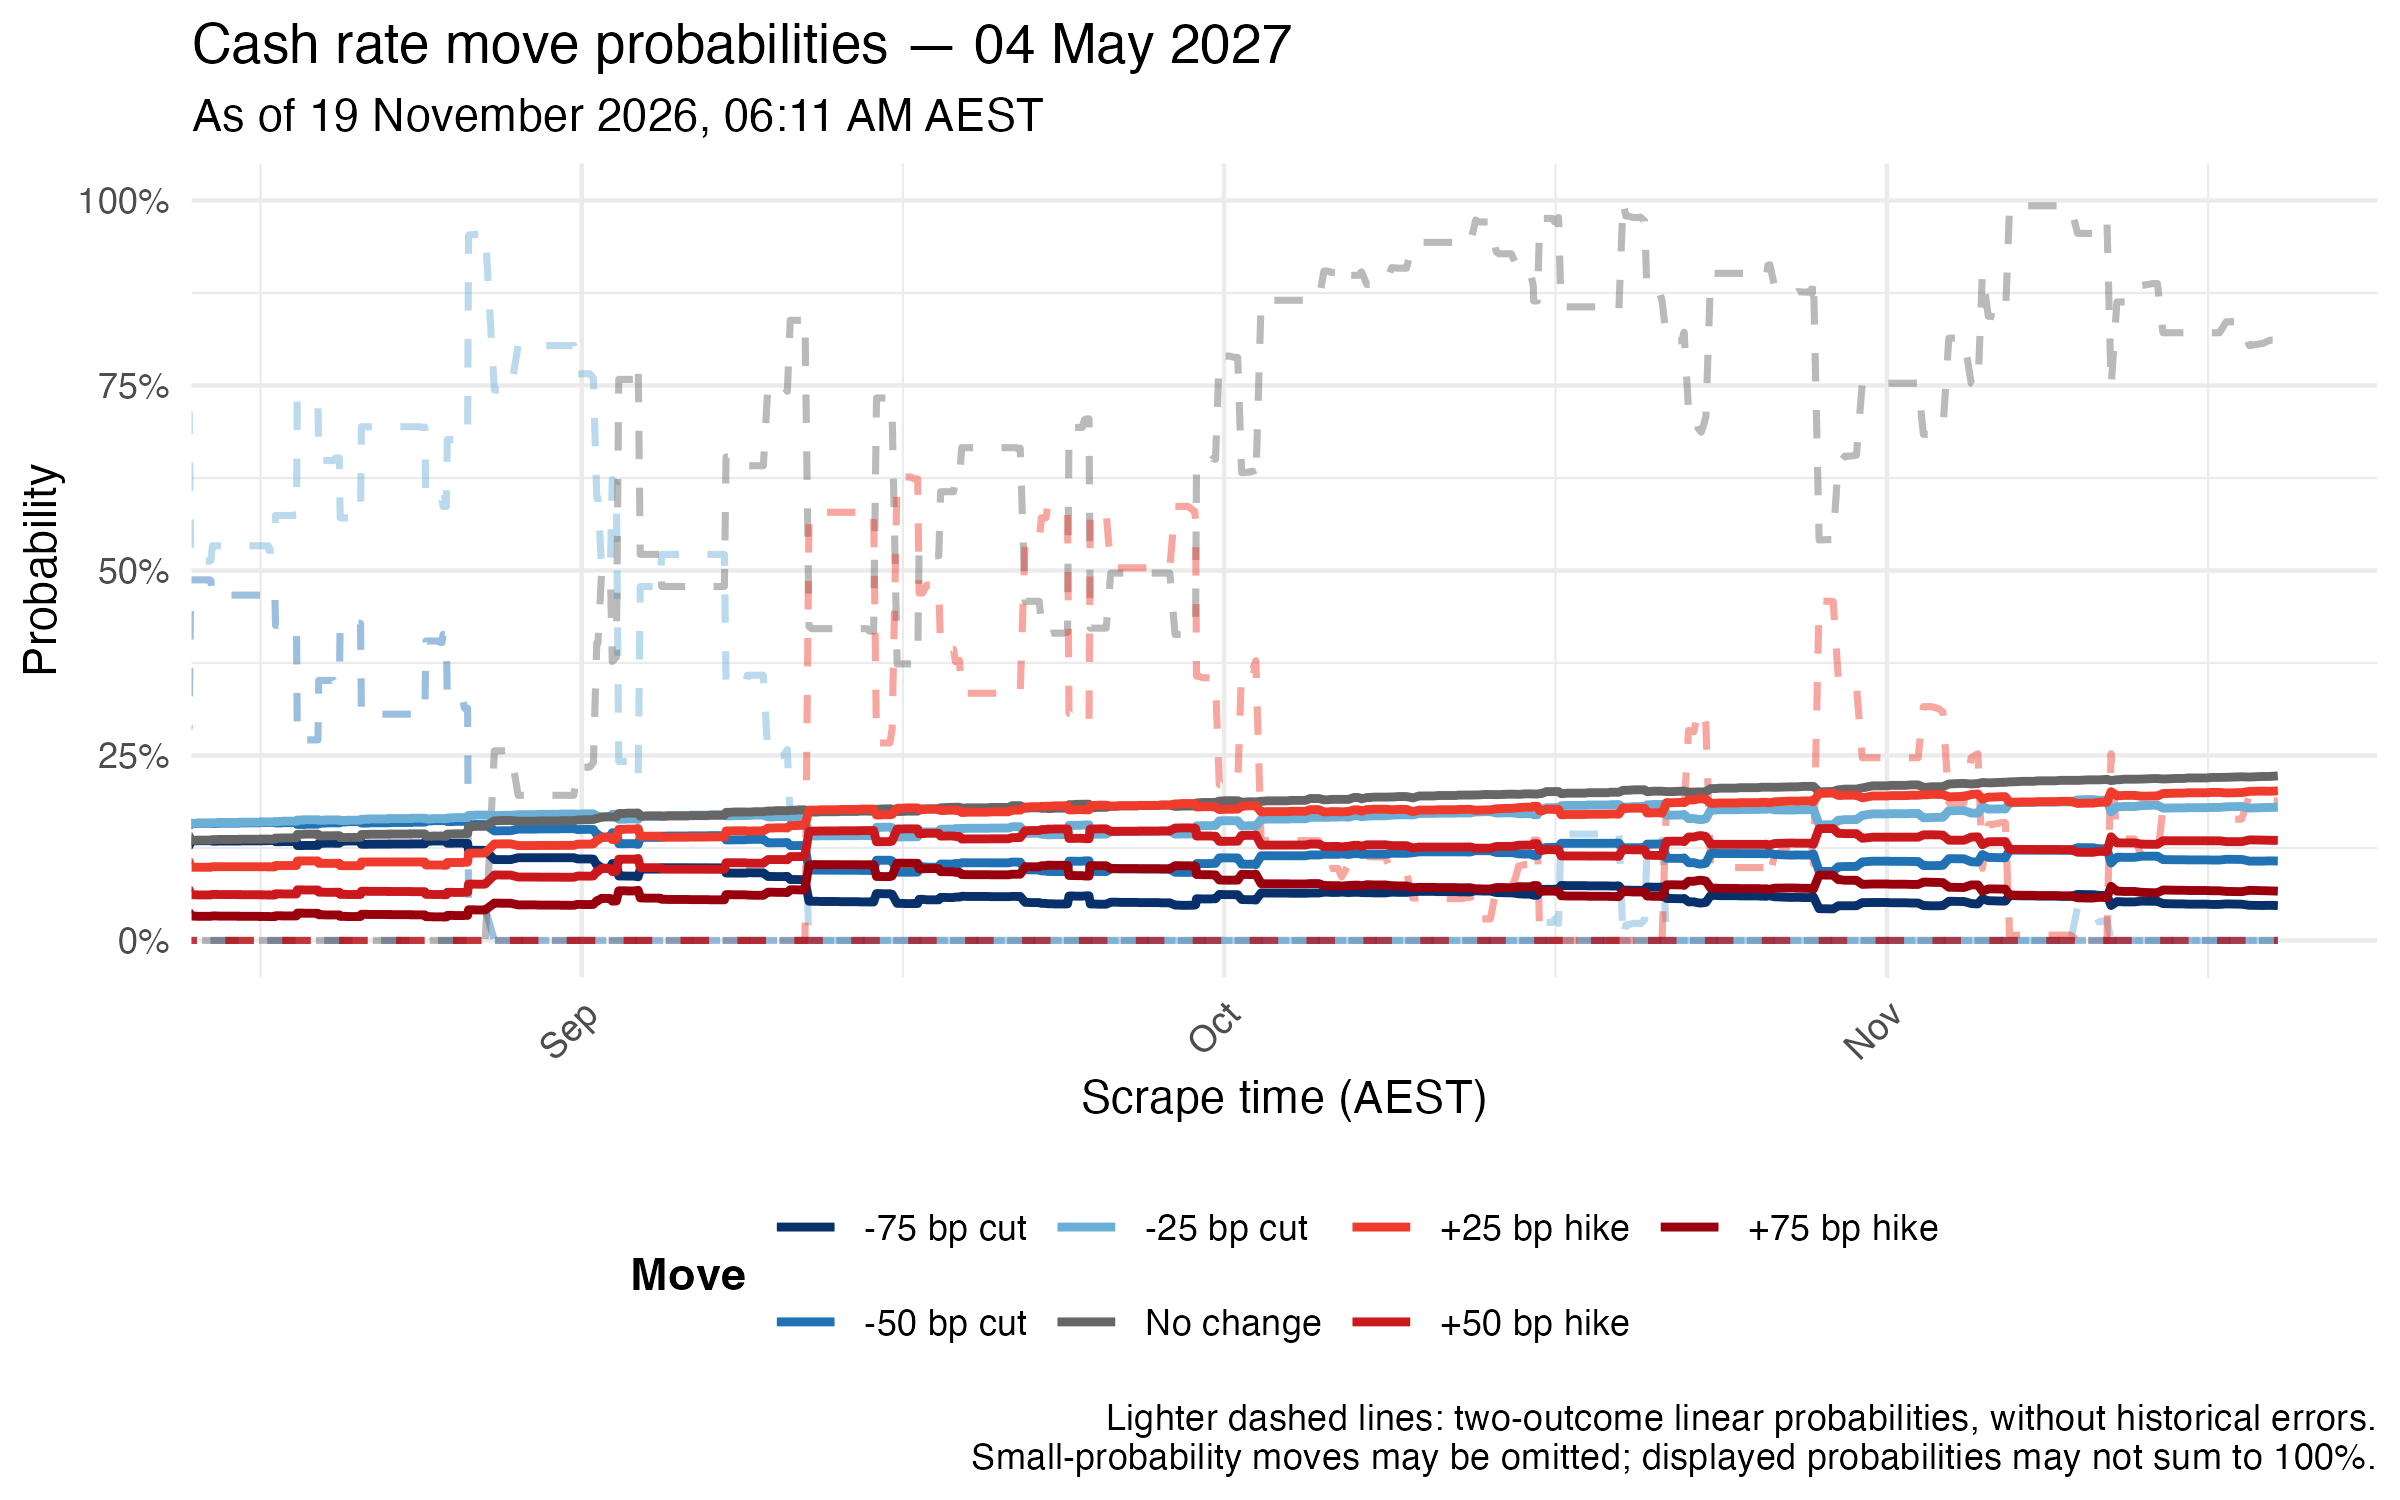 Cash rate move probabilities — 04 May 2027
As of 19 November 2026, 06:11 AM AEST
Probability
100%
75%
50%
25%
0%
Sep
Oct
Nov
Scrape time (AEST)
Move
-75 bp cut
-25 bp cut
+25 bp hike
+75 bp hike
-50 bp cut
No change
+50 bp hike
Lighter dashed lines: two-outcome linear probabilities, without historical errors.
Small-probability moves may be omitted; displayed probabilities may not sum to 100%.